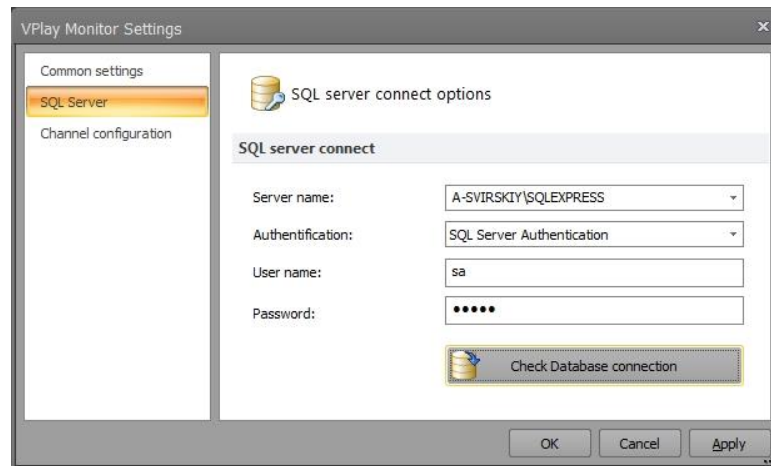 VPlay Monitor Settings
Common settings
SQL Server
Channel configuration
SQL server connect options
SQL server connect
Server name:
A-SVIRSKIY\SQLEXPRESS
Authentification:
SQL Server Authentication
User name:
sa
Password:
•••••
Check Database connection
OK
Cancel
Apply